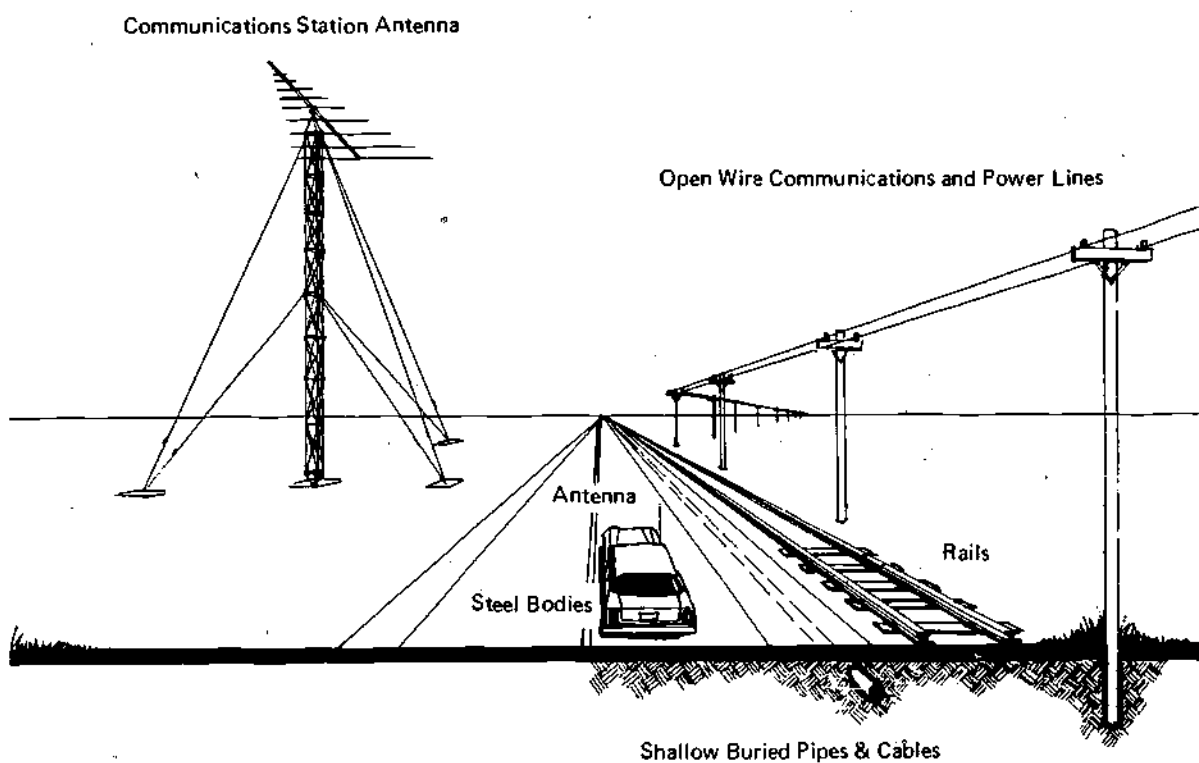 Communications Station Antenna
Open Wire Communications and Power Lines
Antenna
Rails
Steel Bodies
Shallow Buried Pipes & Cables